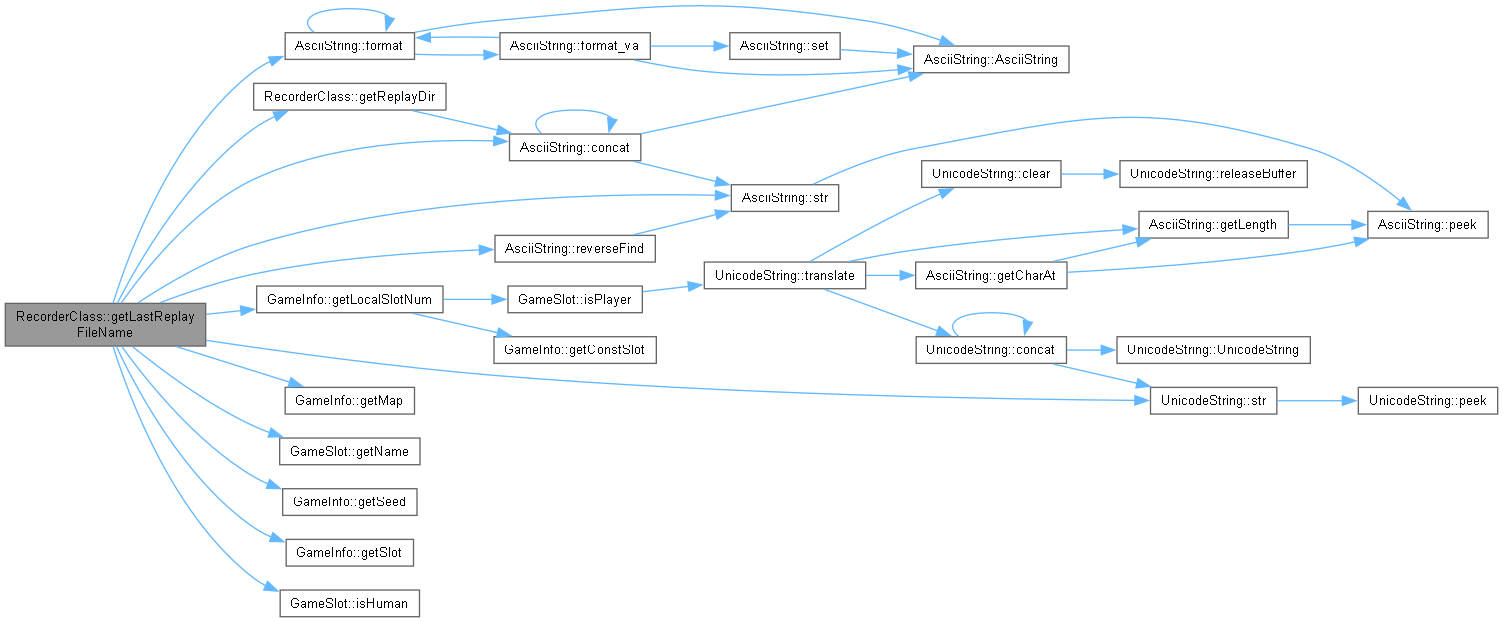 AsciiString::format
AsciiString::format_va
AsciiString::set
AsciiString::AsciiString
RecorderClass::getReplayDir
AsciiString::concat
UnicodeString::clear
UnicodeString::releaseBuffer
AsciiString::str
AsciiString::getLength
AsciiString::peek
AsciiString::reverseFind
UnicodeString::translate
AsciiString::getCharAt
GameInfo::getLocalSlotNum
GameSlot::isPlayer
RecorderClass::getLastReplay
FileName
GameInfo::getConstSlot
UnicodeString::concat
UnicodeString::UnicodeString
GameInfo::getMap
UnicodeString::str
UnicodeString::peek
GameSlot::getName
GameInfo::getSeed
GameInfo::getSlot
GameSlot::isHuman